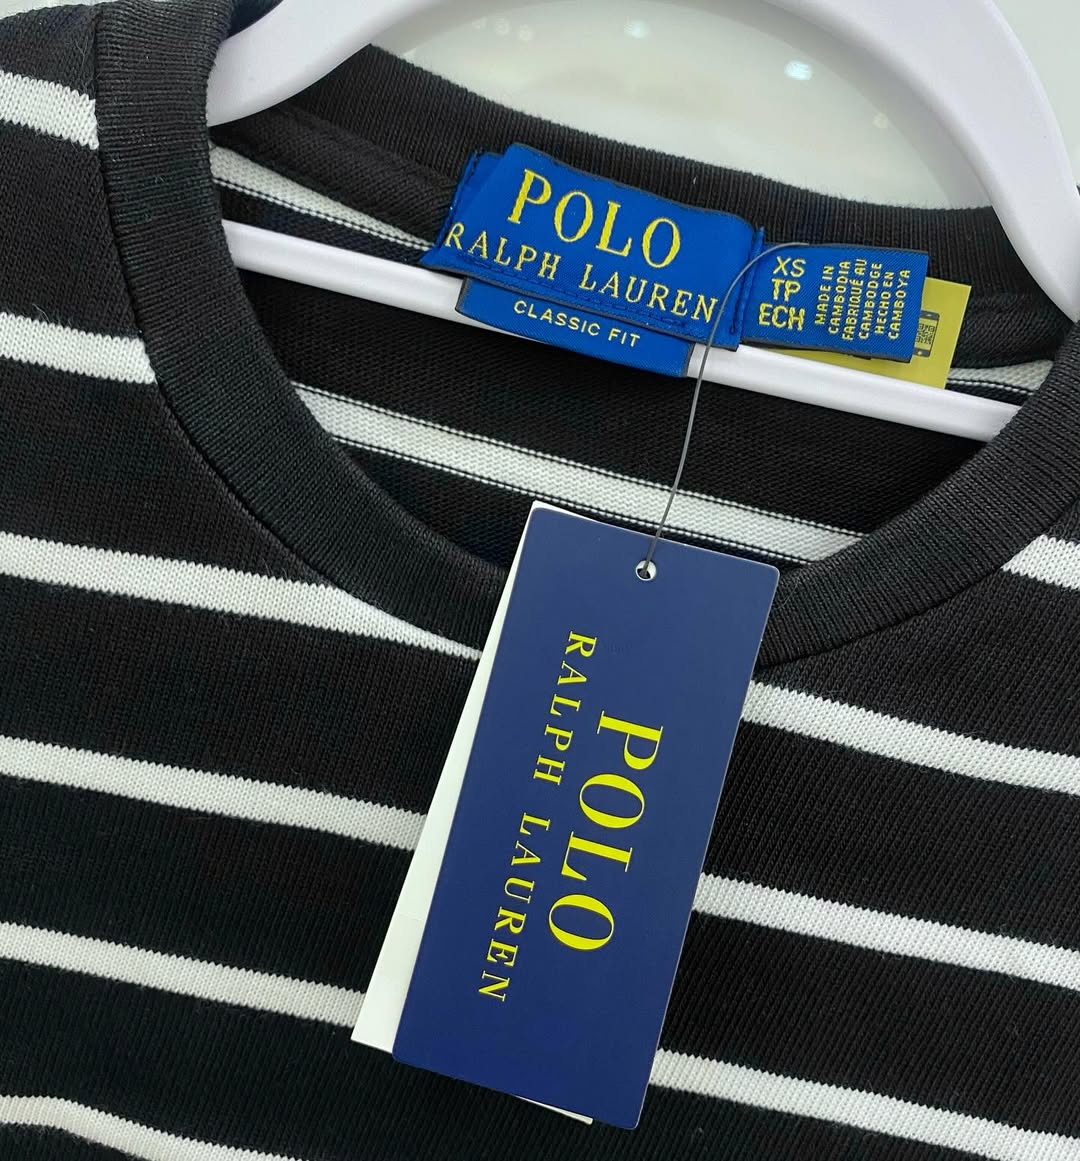 POLO
RALPH LAUREN
CLASSIC FIT
XS
TP
ECH
MADE IN
CAMBODIA
FABRIQUÉ AU
CAMBODGE
HECHO EN
CAMBOYA
POLO
RALPH LAUREN